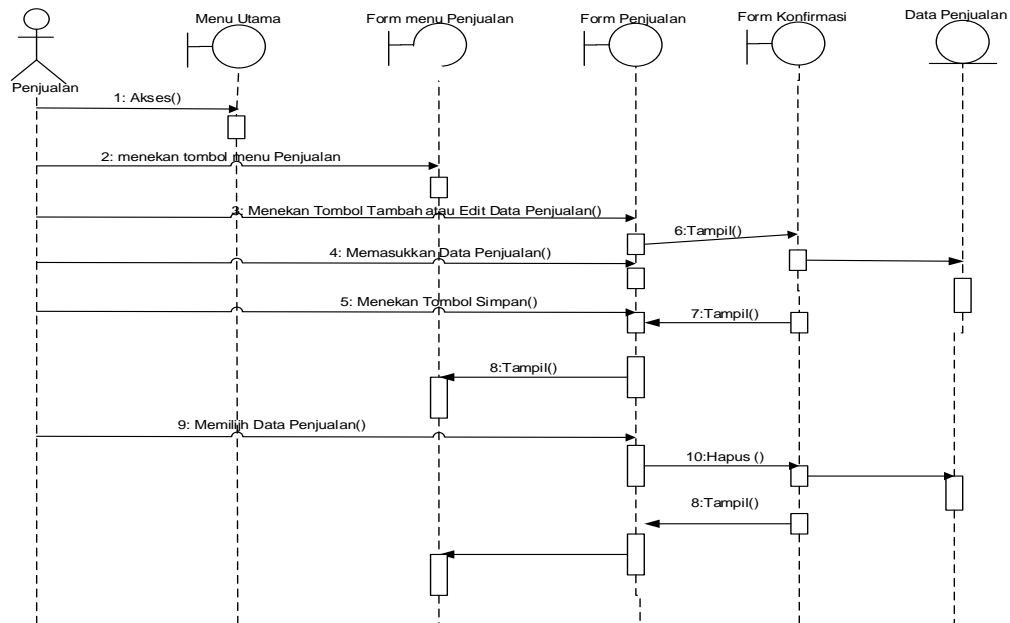 Menu Utama
Form menu Penjualan
Form Penjualan
Form Konfirmasi
Data Penjualan
Penjualan
1: Akses()
2: menekan tombol menu Penjualan
3: Menekan Tombol Tambah atau Edit Data Penjualan()
6:Tampil()
4: Memasukkan Data Penjualan()
5: Menekan Tombol Simpan()
7:Tampil()
8:Tampil()
9: Memilih Data Penjualan()
10:Hapus ()
8:Tampil()